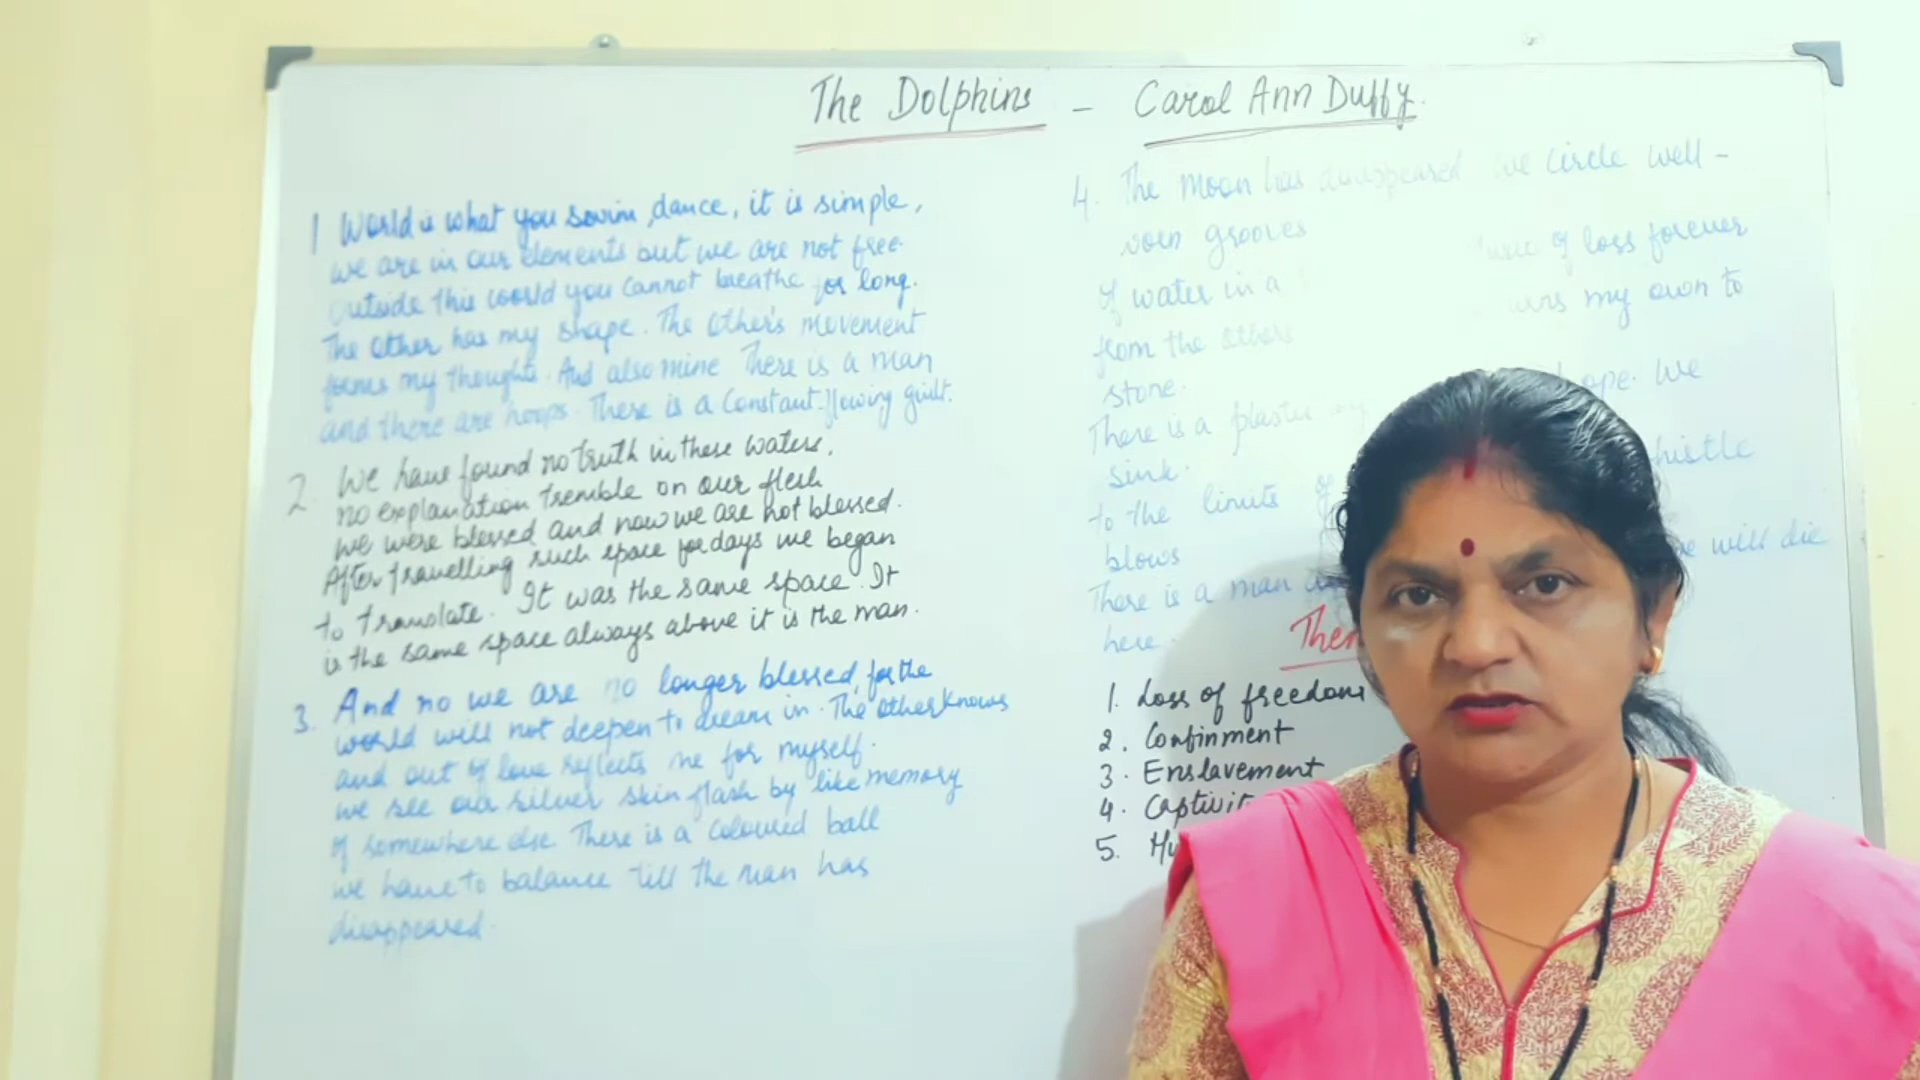 The Dolphins - Carol Ann Duffy.
1 World is what you swim, dance, it is simple,
we are in our elements but we are not free.
outside this world you cannot breathe for long.
The other has my shape. The other's movement
forms my thoughts. And also mine There is a man
and there are hoops. There is a constant flowing guilt.
2 We have found no truth in these waters,
no explanation tremble on our flesh
we were blessed and now we are not blessed.
After travelling such space for days we began
to translate. It was the same space. It
is the same space always above it is the man.
3. And no we are no longer blessed, for the
world will not deepen to dream in. The other knows
and out of love reflects me for myself.
we see our silver skin flash by like memory
of somewhere else. There is a coloured ball
we have to balance till the man has
disappeared.
4. The Moon has disappeared we circle well-
worn grooves
of water in a of loss forever
from the others my own to
stone.
There is a plastic hope. We
sink.
to the limits of whistle
blows
There is a man will die
here.
1. Loss of freedom
2. Confinment
3. Enslavement
4. Captivit
5.